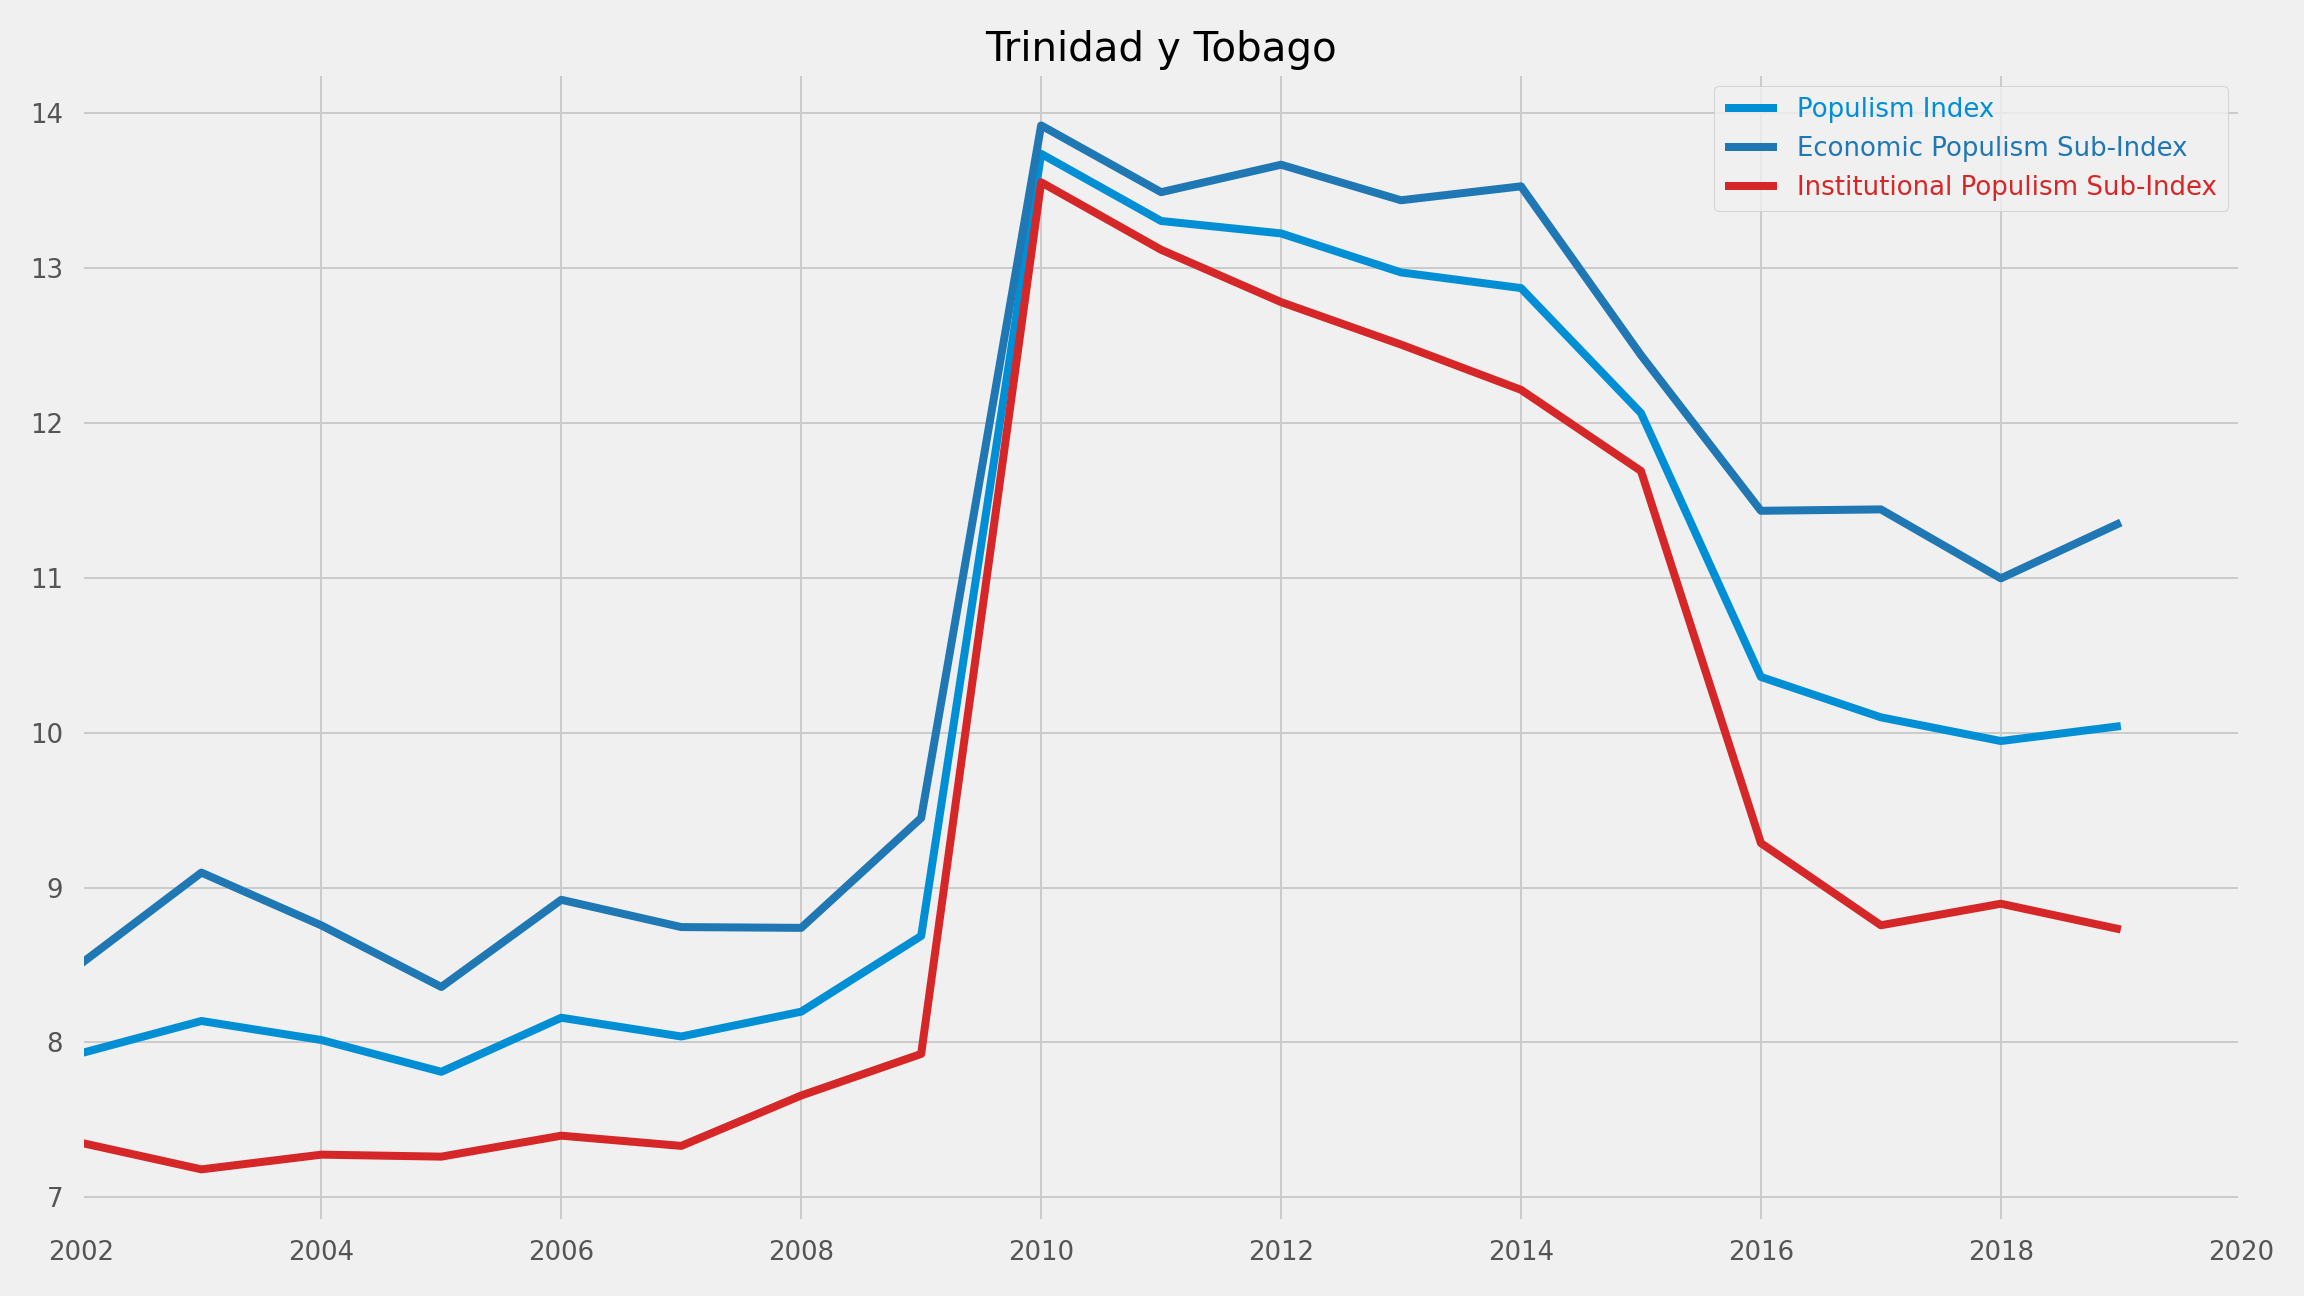 Trinidad y Tobago
Populism Index
Economic Populism Sub-Index
Institutional Populism Sub-Index
14
13
12
11
10
9
8
7
2002 2004 2006 2008 2010 2012 2014 2016 2018 2020